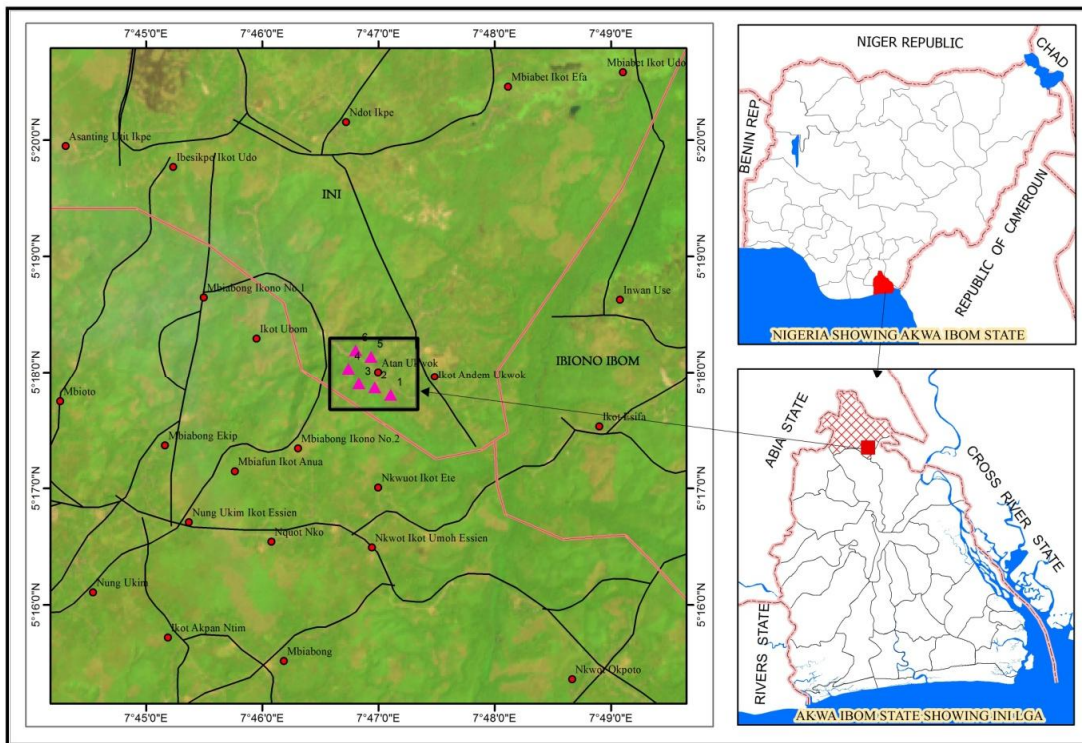 7°45'0"E
7°46'0"E
7°47'0"E
7°48'0"E
7°49'0"E
Mbiabet Ikot Udo
Mbiabet Ikot Efa
Ndot Ikpe
5°20'0"N
5°20'0"N
Asanting Utit Ikpe
Ibesikpo Ikot Udo
INI
5°19'0"N
5°19'0"N
Mbiabong Ikono No.1
Inwan Use
Ikot Ubom
6
5
4
Atan Ukwok
IBIONO IBOM
5°18'0"N
5°18'0"N
3
2
1
Ikot Andem Ukwok
Mbioto
Ikot Esifa
Mbiabong Ekip
Mbiabong Ikono No.2
Mbiafun Ikot Anua
5°17'0"N
5°17'0"N
Nkwuot Ikot Ete
Nung Ukim Ikot Essien
Nquot Nko
Nkwot Ikot Umoh Essien
5°16'0"N
5°16'0"N
Nung Ukim
Ikot Akpan Ntim
Mbiabong
Nkwot Okpoto
7°45'0"E
7°46'0"E
7°47'0"E
7°48'0"E
7°49'0"E
NIGER REPUBLIC
CHAD
BENIN REP.
REPUBLIC OF CAMEROUN
NIGERIA SHOWING AKWA IBOM STATE
ABIA STATE
CROSS RIVER STATE
RIVERS STATE
AKWA IBOM STATE SHOWING INI LGA